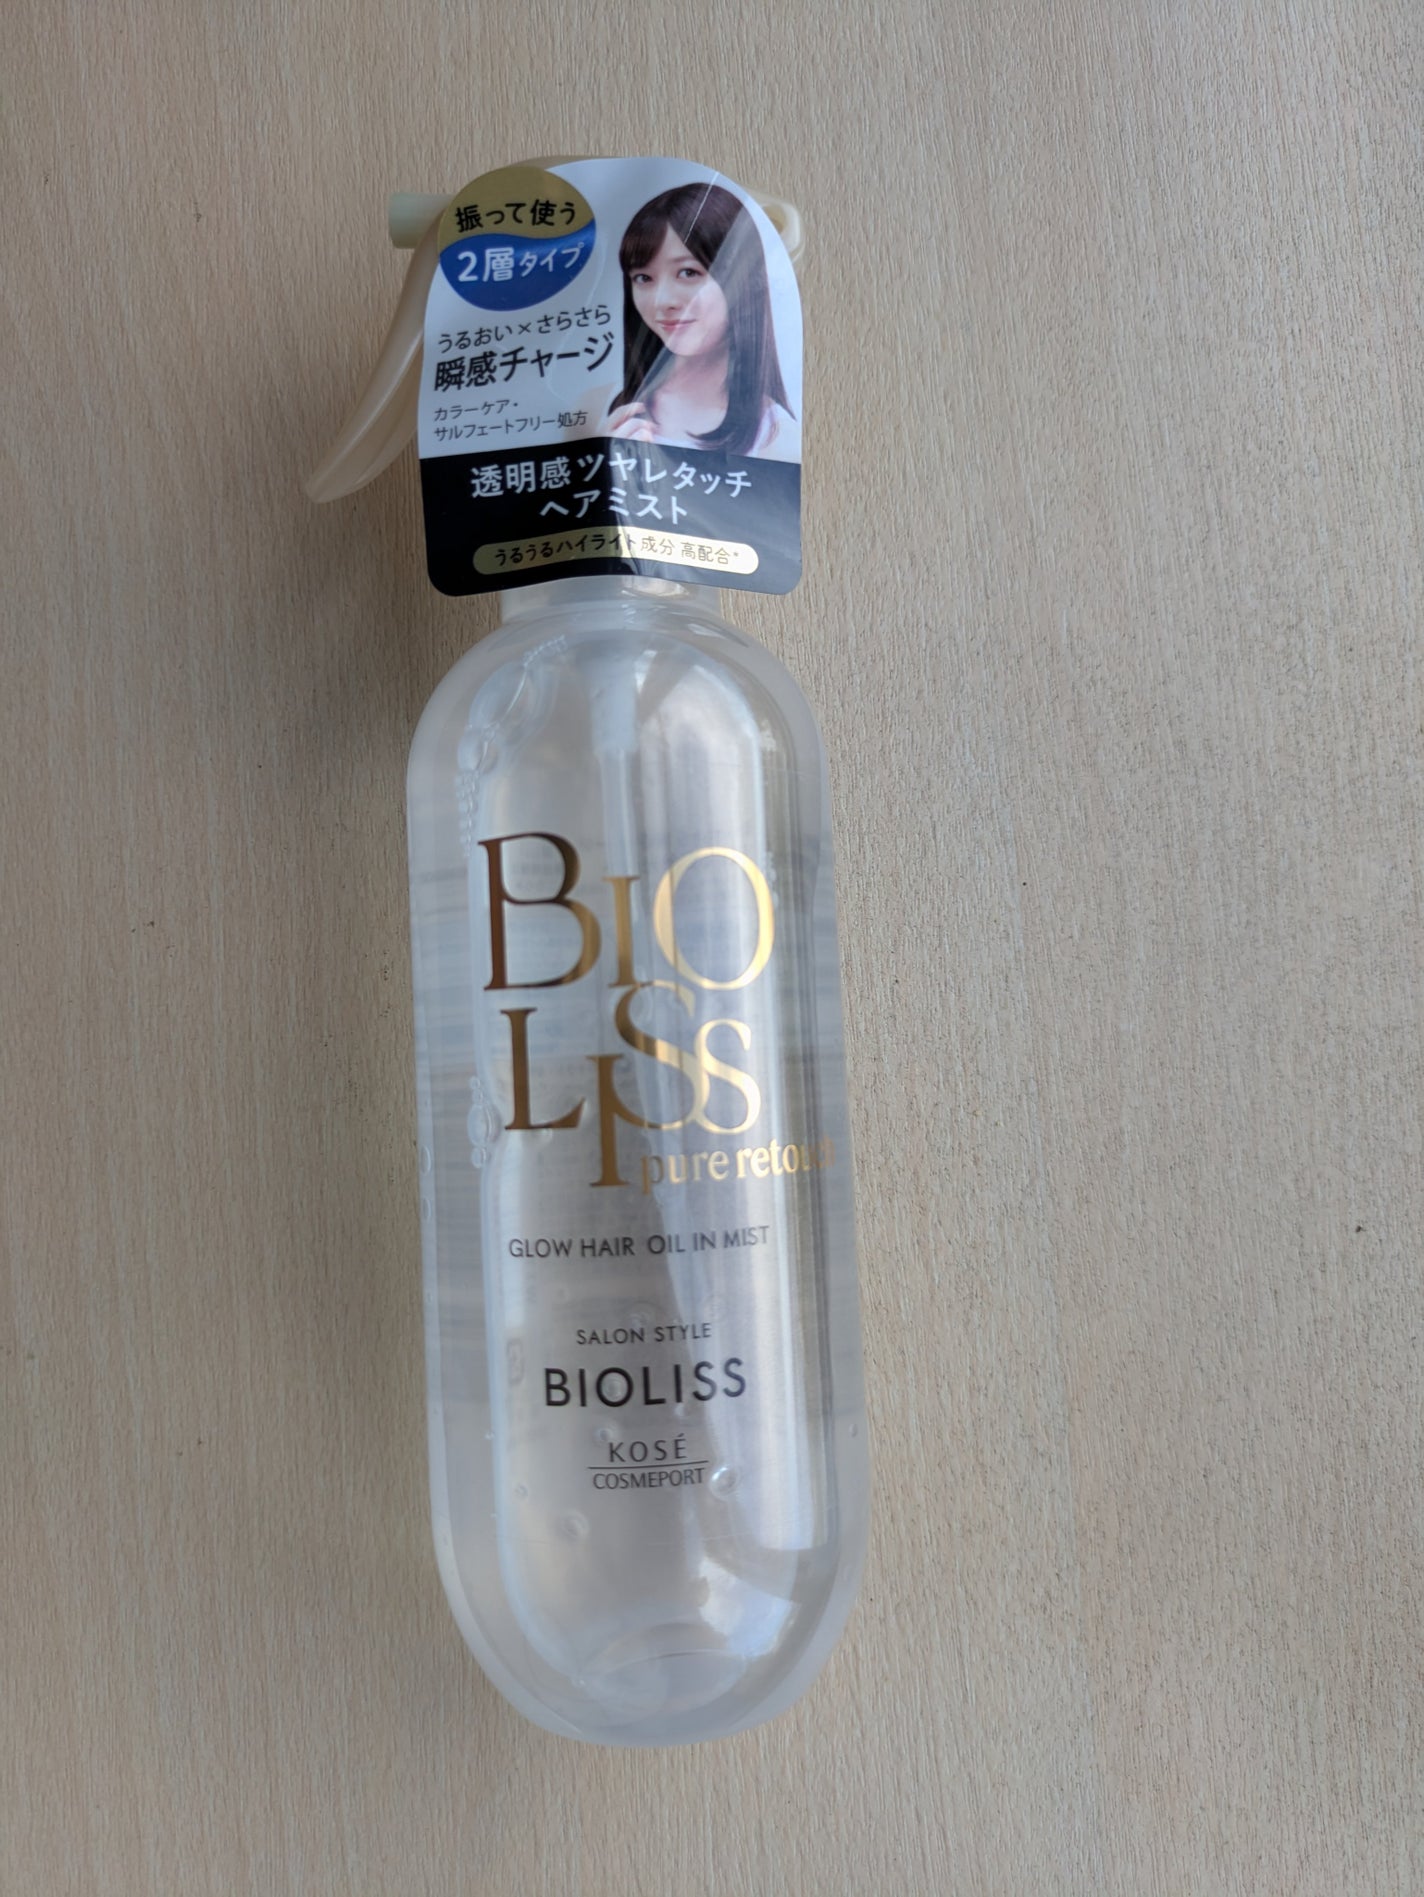 振って使う
2層タイプ
うるおい×さらさら
瞬感チャージ
カラーケア・
サルフェートフリー処方
透明感ツヤレタッチ
ヘアミスト
うるうるハイライト成分 高配合*
BIO
LISS
pure retouch
GLOW HAIR OIL IN MIST
SALON STYLE
BIOLISS
KOSÉ
COSMEPORT